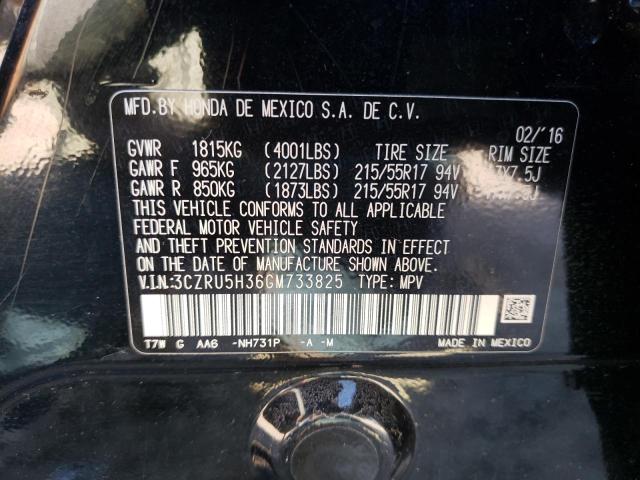 MFD.BY HONDA DE MEXICO S.A. DE C.V.
02/'16
GVWR 1815KG (4001LBS) TIRE SIZE RIM SIZE
GAWR F 965KG (2127LBS) 215/55R17 94V 17X7.5J
GAWR R 850KG (1873LBS) 215/55R17 94V
THIS VEHICLE CONFORMS TO ALL APPLICABLE
FEDERAL MOTOR VEHICLE SAFETY
AND THEFT PREVENTION STANDARDS IN EFFECT
ON THE DATE OF MANUFACTURE SHOWN ABOVE.
V.I.N:3CZRU5H36GM733825 TYPE: MPV
T7W G AA6 -NH731P -A -M MADE IN MEXICO